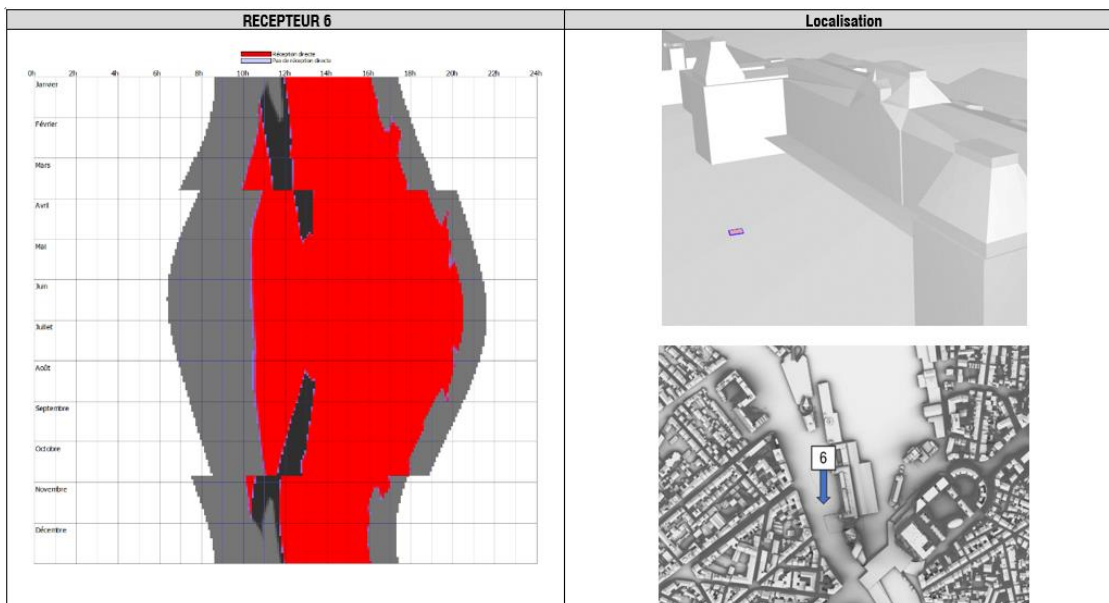 RECEPTEUR 6
Localisation
Réception directe
Pas de réception directe
0h 2h 4h 6h 8h 10h 12h 14h 16h 18h 20h 22h 24h
Janvier
Février
Mars
Avril
Mai
Juin
Juillet
Août
Septembre
Octobre
Novembre
Décembre
6